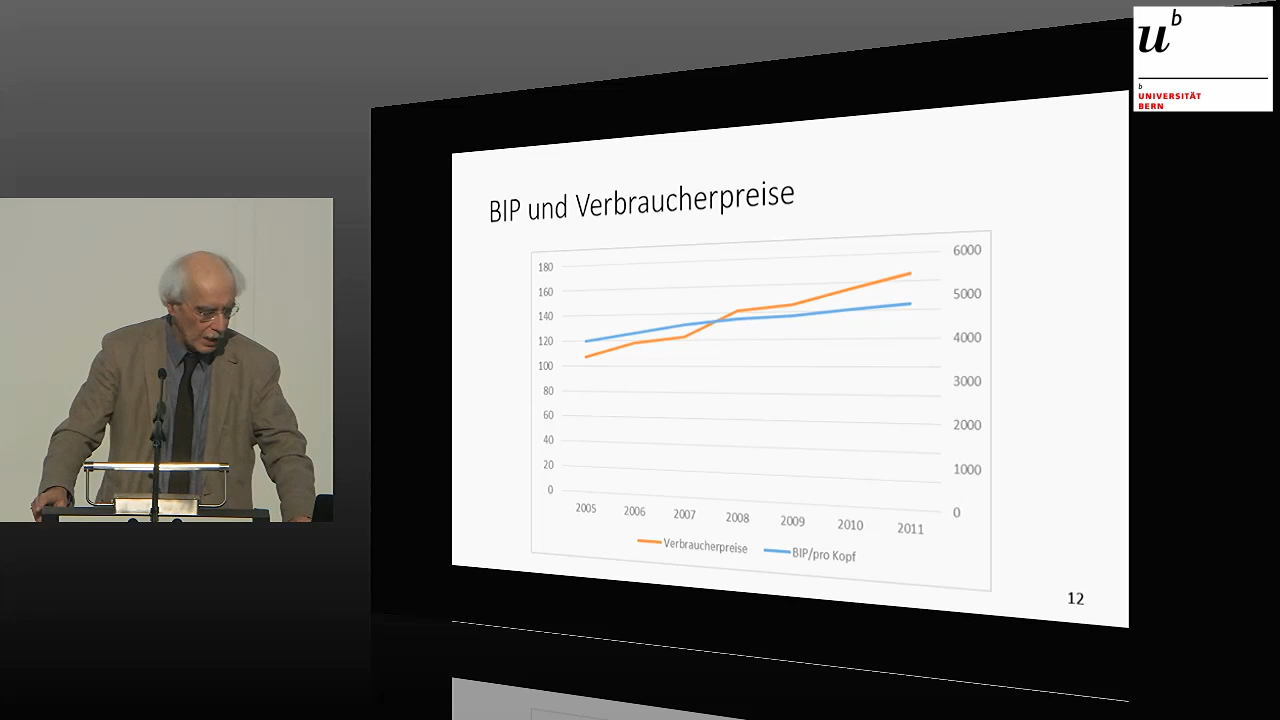 u^b
b
UNIVERSITÄT
BERN
BIP und Verbraucherpreise
180
160
140
120
100
80
60
40
20
0
6000
5000
4000
3000
2000
1000
0
2005 2006 2007 2008 2009 2010 2011
Verbraucherpreise BIP/pro Kopf
12